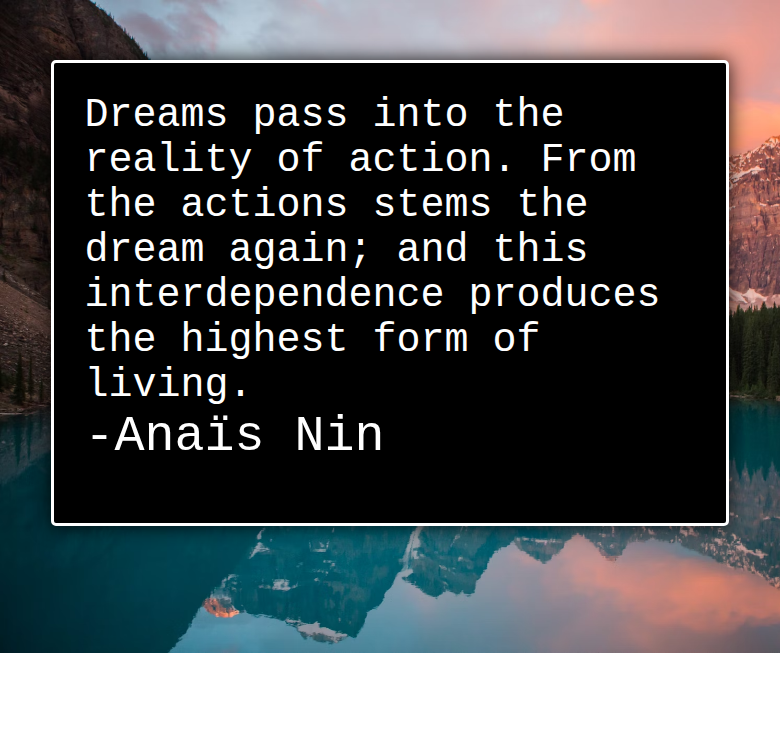 Dreams pass into the
reality of action. From
the actions stems the
dream again; and this
interdependence produces
the highest form of
living.
-Anaïs Nin